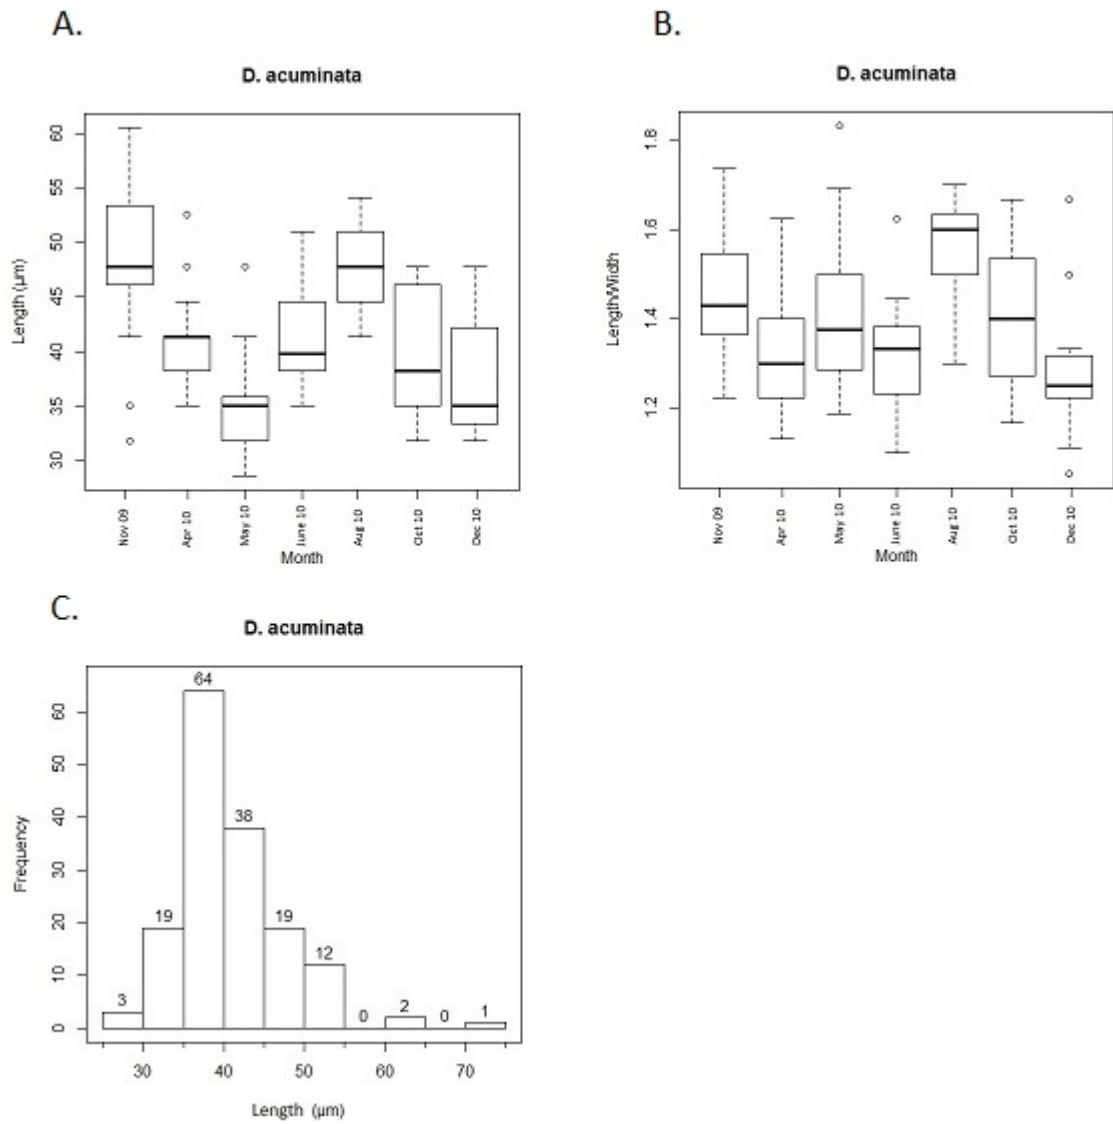 A.
D. acuminata
60
55
50
45
40
35
30
Length (µm)
Nov 09
Apr 10
May 10
June 10
Aug 10
Oct 10
Dec 10
Month
B.
D. acuminata
1.8
1.6
1.4
1.2
Length/Width
Nov 09
Apr 10
May 10
June 10
Aug 10
Oct 10
Dec 10
Month
C.
D. acuminata
60
50
40
30
20
10
0
Frequency
3
19
64
38
19
12
0
2
0
1
30 40 50 60 70
Length (µm)